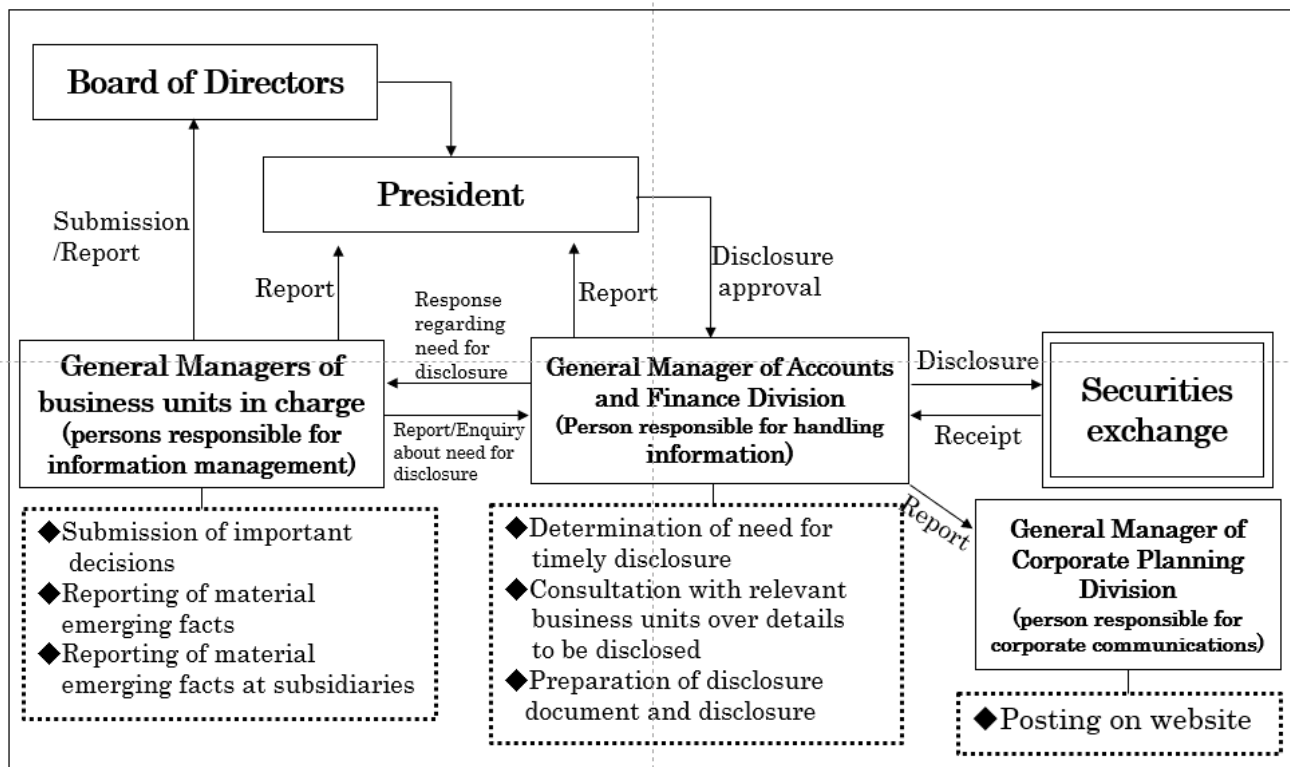 Board of Directors
President
Submission
/Report
Report
Response
regarding
need for
disclosure
Report
Disclosure
approval
General Managers of
business units in charge
(persons responsible for
information management)
Report/Enquiry
about need for
disclosure
General Manager of Accounts
and Finance Division
(Person responsible for handling
information)
Disclosure
Receipt
Securities
exchange
Report
◆Submission of important
decisions
◆Reporting of material
emerging facts
◆Reporting of material
emerging facts at subsidiaries
◆Determination of need for
timely disclosure
◆Consultation with relevant
business units over details
to be disclosed
◆Preparation of disclosure
document and disclosure
General Manager of
Corporate Planning
Division
(person responsible for
corporate communications)
◆Posting on website